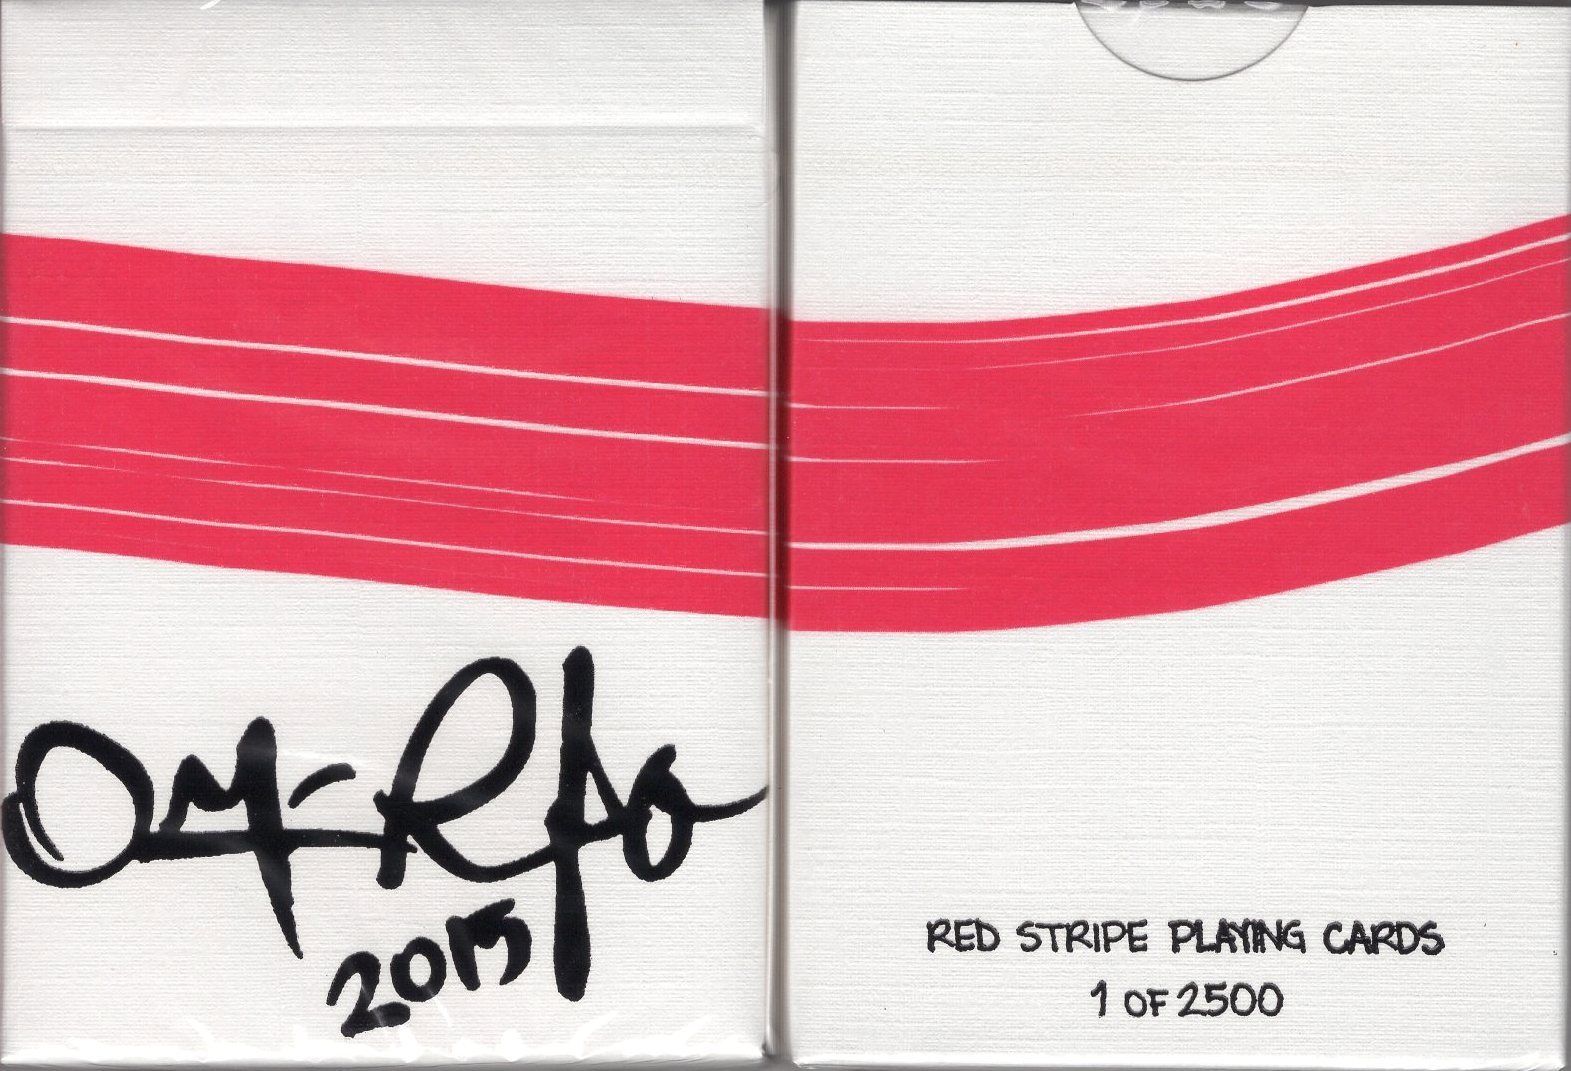 2015
RED STRIPE PLAYING CARDS
1 OF 2500